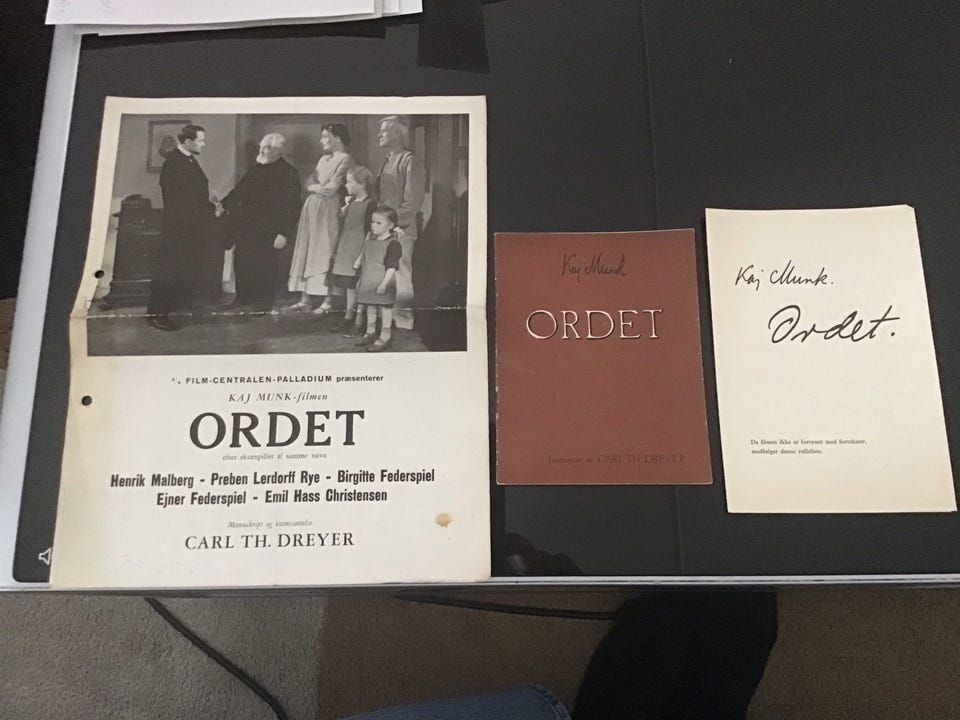 A/S FILM-CENTRALEN-PALLADIUM præsenterer
KAJ MUNK-filmen
ORDET
efter skuespillet af samme navn
Henrik Malberg - Preben Lerdorff Rye - Birgitte Federspiel
Ejner Federspiel - Emil Hass Christensen
Manuskript og iscenesættelse
CARL TH. DREYER
Kaj Munk
ORDET
Iscenesat af CARL TH. DREYER
Kaj Munk.
Ordet.
Da filmen ikke er forsynet med fortekster,
medfølger denne rolleliste.